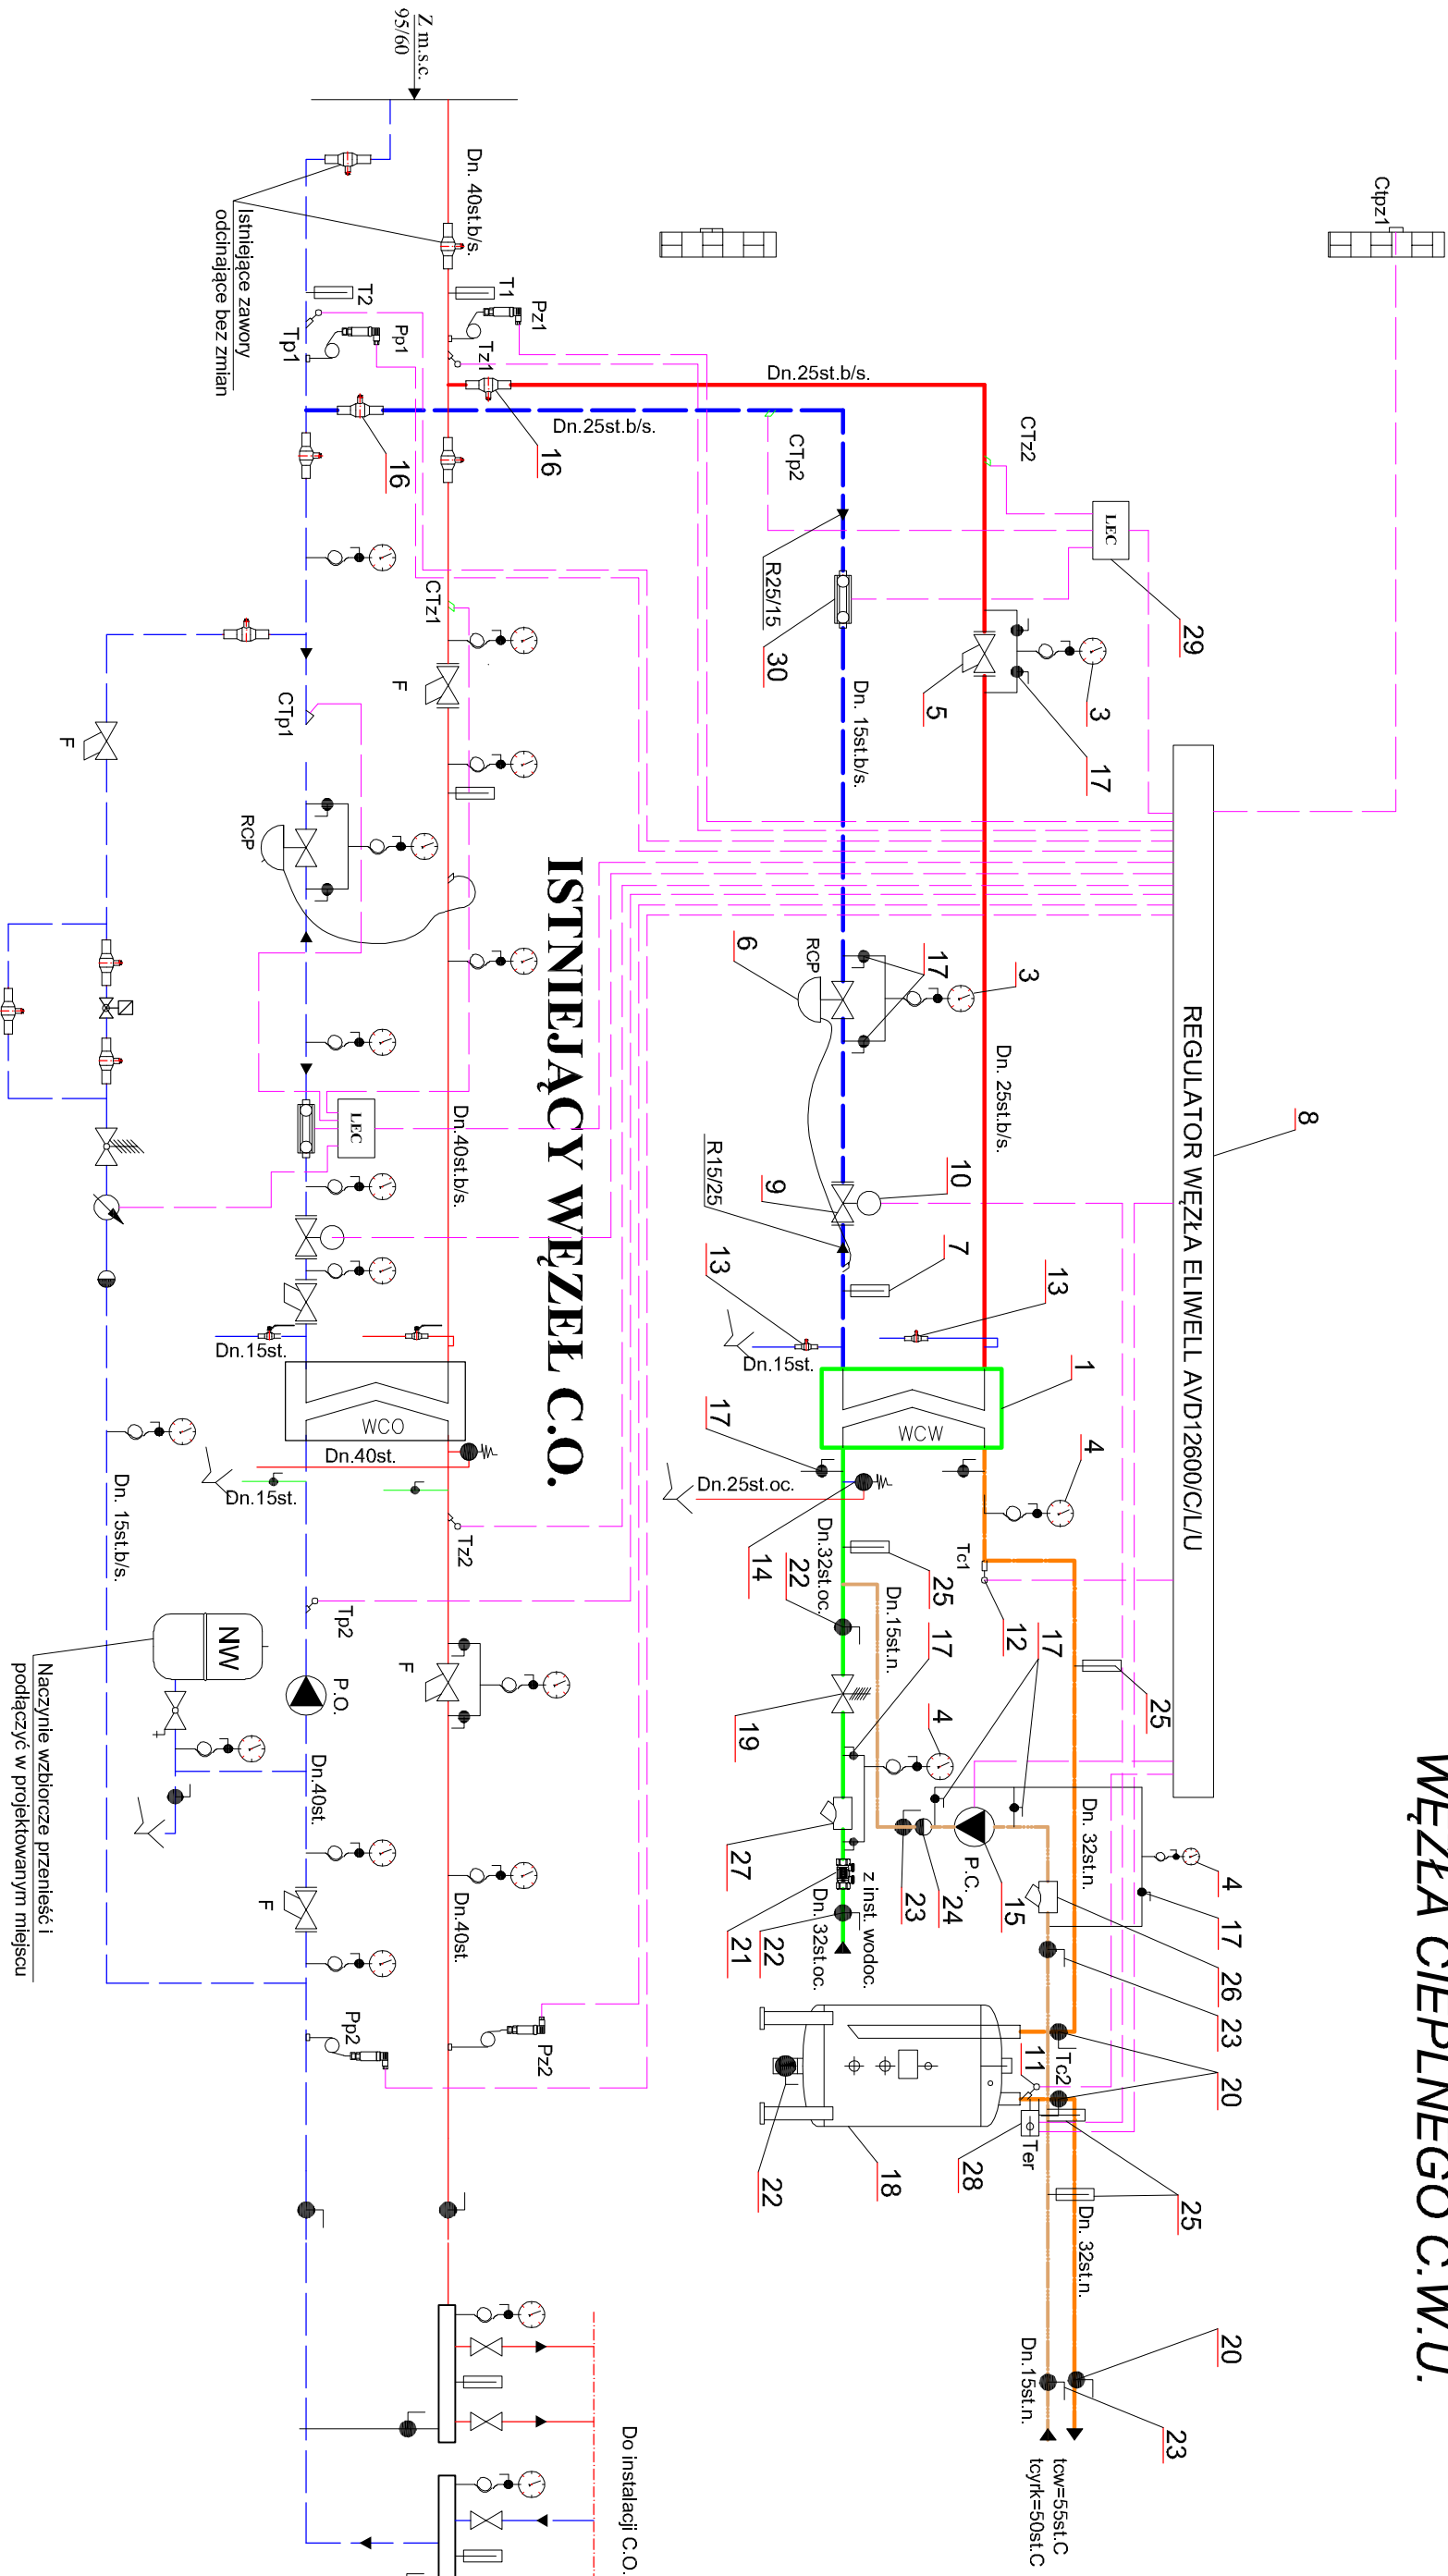 WĘZŁA CIEPLNEGO C.W.U.
Ctpz1
Z m.s.c.
95/60
REGULATOR WĘZŁA ELIWELL AVD12600/C/L/U
8
LEC
29
CTz2
3
17
5
Dn.25st.b/s.
Dn. 25st.b/s.
13
1
4
Tc1
12
17
25
Dn. 32st.n.
4
17
26
23
20
Tc2
11
Ter
28
25
Dn. 32st.n.
20
23
Dn.15st.n.
tcw=55st.C
tcyrk=50st.C
Dn.25st.b/s.
16
16
CTp2
R25/15
30
Dn. 15st.b/s.
6
RCP
17
3
R15/25
9
10
7
13
Dn.15st.
WCW
17
Dn.25st.oc.
14
Dn.32st.oc.
22
25
Dn.15st.n.
17
19
4
27
P.C.
15
24
23
z inst. wodoc.
Dn. 32st.oc.
22
21
18
22
ISTNIEJĄCY WĘZEŁ C.O.
Dn. 40st.b/s.
T1
Pz1
Tz1
T2
Pp1
Tp1
Istniejące zawory
odcinające bez zmian
CTz1
F
CTp1
F
RCP
LEC
Dn.40st.b/s.
Dn.15st.
WCO
Dn.40st.
Dn.15st.
Tz2
Tp2
Dn. 15st.b/s.
NW
P.O.
F
Dn.40st.
Dn.40st.
F
Naczynie wzbiorcze przenieść i
podłączyć w projektowanym miejscu
Pz2
Pp2
Do instalacji C.O.